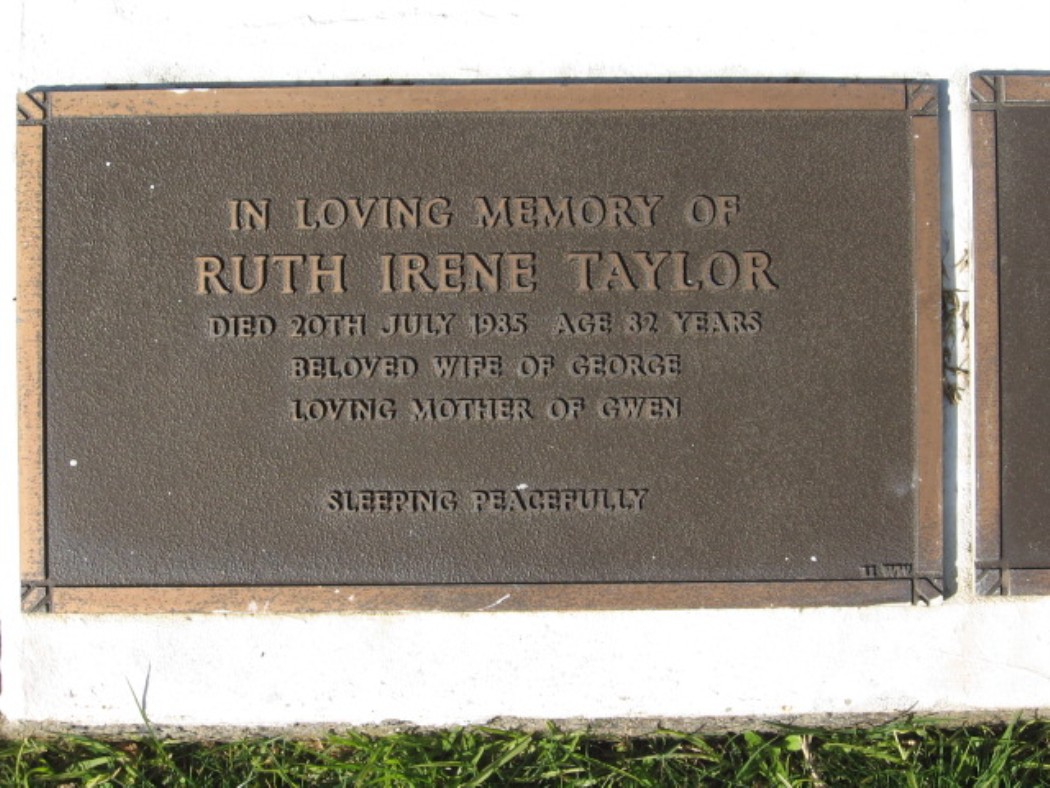 IN LOVING MEMORY OF
RUTH IRENE TAYLOR
DIED 20TH JULY 1985 AGE 82 YEARS
BELOVED WIFE OF GEORGE
LOVING MOTHER OF GWEN
SLEEPING PEACEFULLY